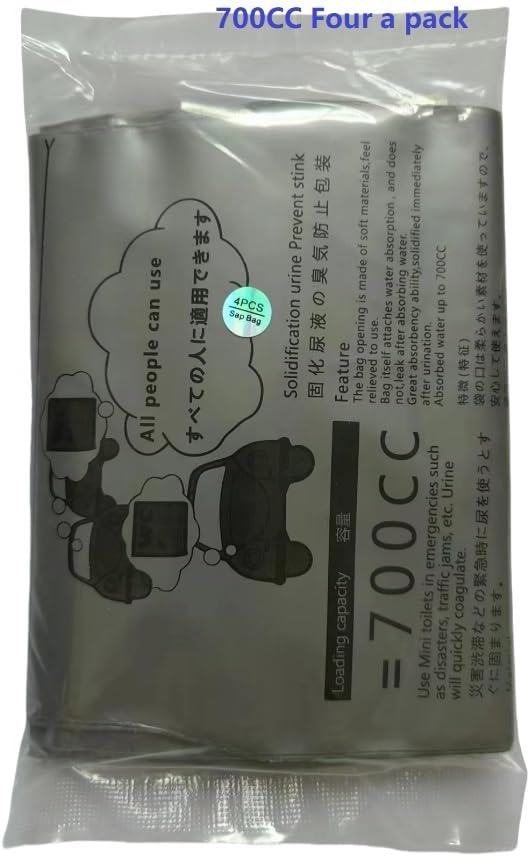 700CC Four a pack
All people can use
すべての人に適用できます
4PCS
Sap Bag
Solidification urine Prevent stink
固化尿液の臭気防止包装
Feature
The bag opening is made of soft materials,feel
relieved to use.
Bag itself attaches water absorption , and does
not,leak after absorbing water.
Great absorbency ability,solidified immediately
after urination.
Absorbed water up to 700CC
特微(特征)
袋の口は柔らかい素材を使っていますので、
安心して使えます。
Loading capacity 容量
=700CC
Use Mini toilets in emergencies such
as disasters, traffic jams, etc. Urine
will quickly coagulate.
災害渋滞などの緊急時に尿を使うとす
ぐに固まります。